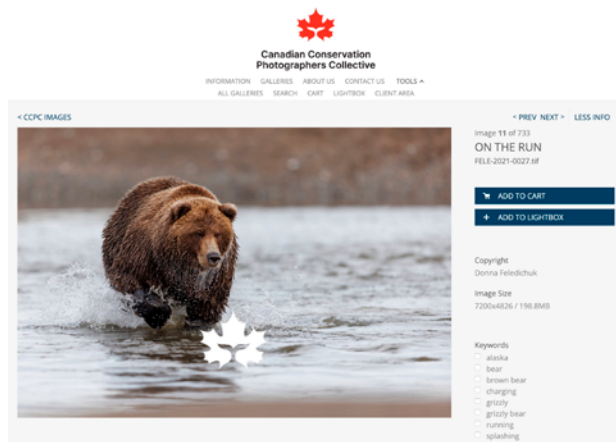 Canadian Conservation
Photographers Collective
INFORMATION GALLERIES ABOUT US CONTACT US TOOLS
ALL GALLERIES SEARCH CART LIGHTBOX CLIENT AREA
< CCPC IMAGES
< PREV NEXT > LESS INFO
Image 11 of 733
ON THE RUN
FELE-2021-0027.tif
ADD TO CART
+ ADD TO LIGHTBOX
Copyright
Donna Feledichuk
Image Size
7200x4826 / 198.8MB
Keywords
alaska
bear
brown bear
charging
grizzly
grizzly bear
running
splashing